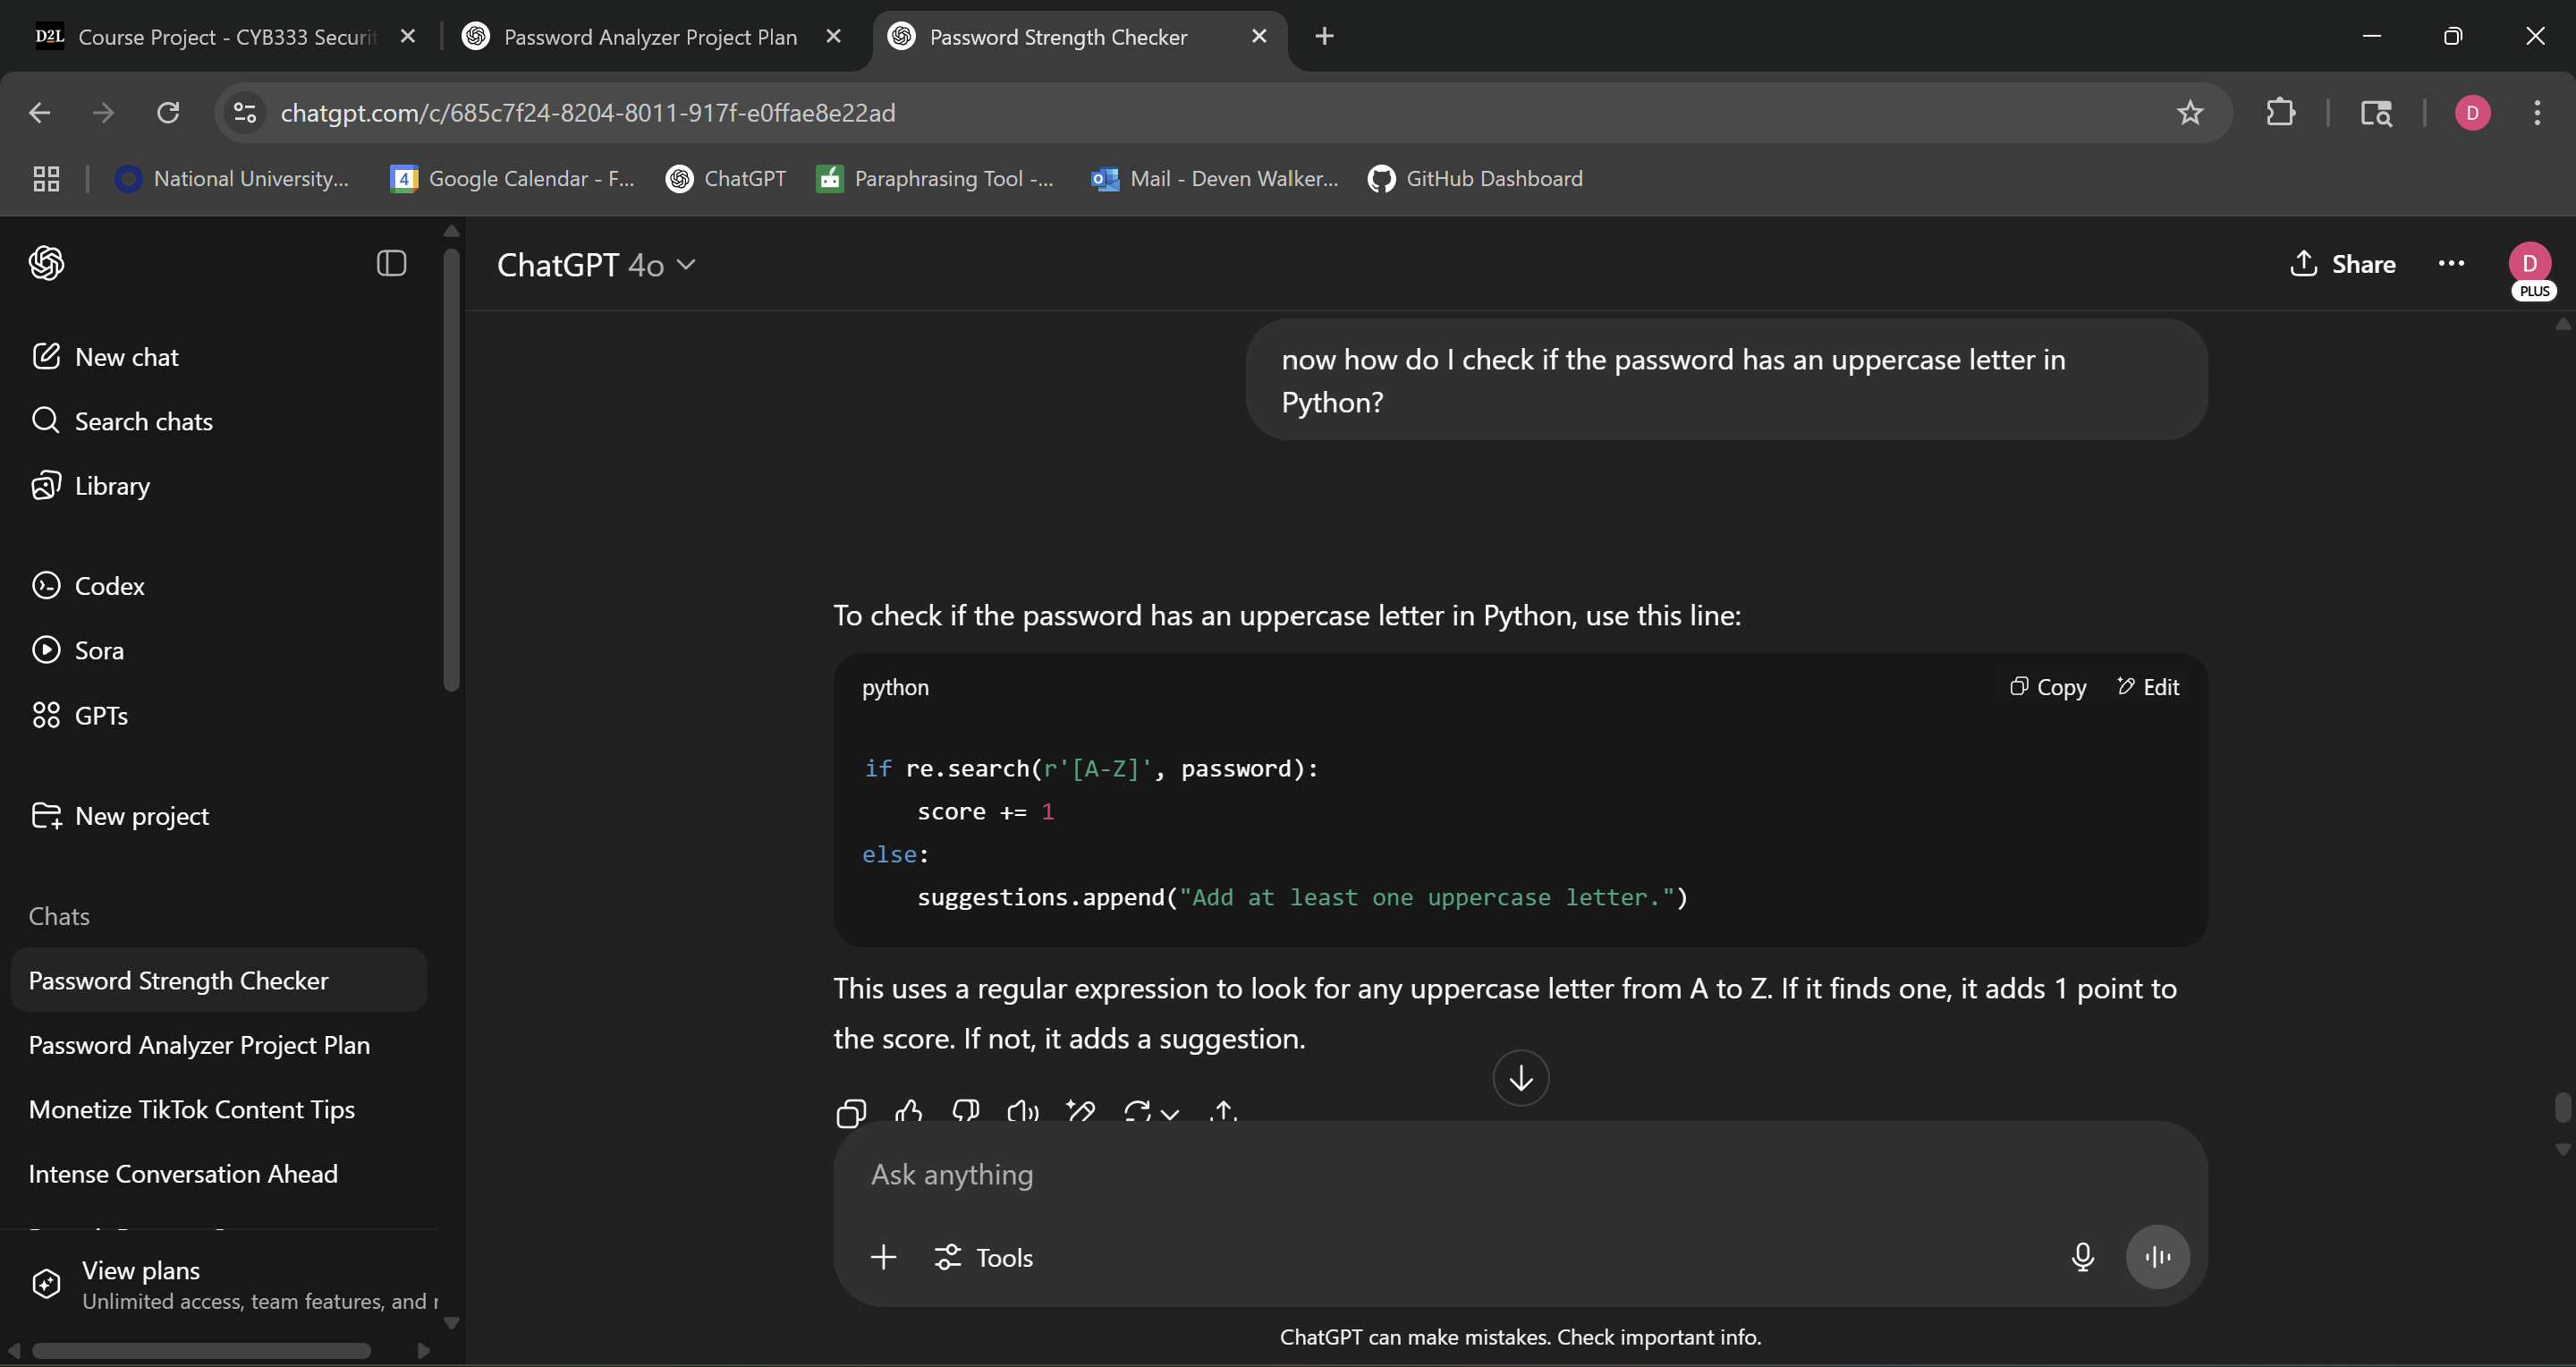 D2L Course Project - CYB333 Securit
Password Analyzer Project Plan
Password Strength Checker
chatgpt.com/c/685c7f24-8204-8011-917f-e0ffae8e22ad
D
National University...
4 Google Calendar - F...
ChatGPT
Paraphrasing Tool -...
Mail - Deven Walker...
GitHub Dashboard
ChatGPT 4o
Share
D
PLUS
New chat
Search chats
Library
Codex
Sora
GPTs
New project
Chats
Password Strength Checker
Password Analyzer Project Plan
Monetize TikTok Content Tips
Intense Conversation Ahead
View plans
Unlimited access, team features, and r
now how do I check if the password has an uppercase letter in
Python?
To check if the password has an uppercase letter in Python, use this line:
python
Copy
Edit
if re.search(r'[A-Z]', password):
    score += 1
else:
    suggestions.append("Add at least one uppercase letter.")
This uses a regular expression to look for any uppercase letter from A to Z. If it finds one, it adds 1 point to
the score. If not, it adds a suggestion.
Ask anything
Tools
ChatGPT can make mistakes. Check important info.